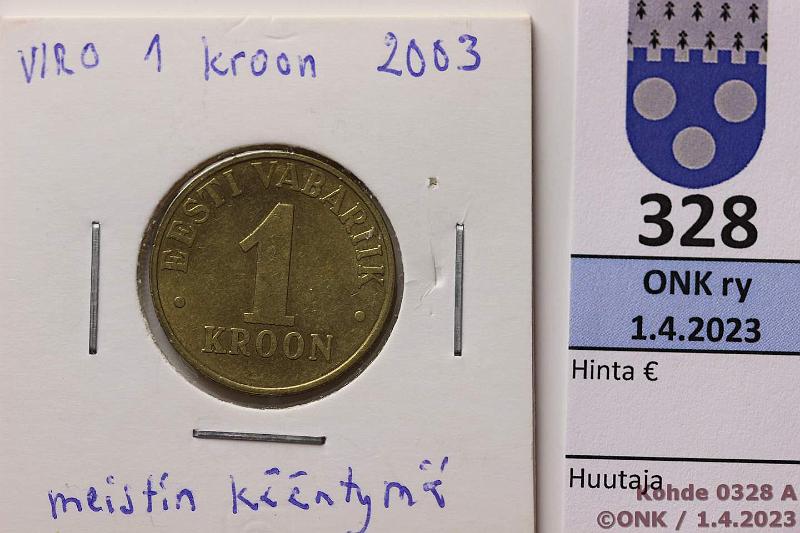 VIRO 1 kroon 2003
EESTI VABARIIK
1
KROON
meistin kääntymä
328
ONK ry
1.4.2023
Hinta €
Huutaja
Kohde 0328 A
©ONK / 1.4.2023